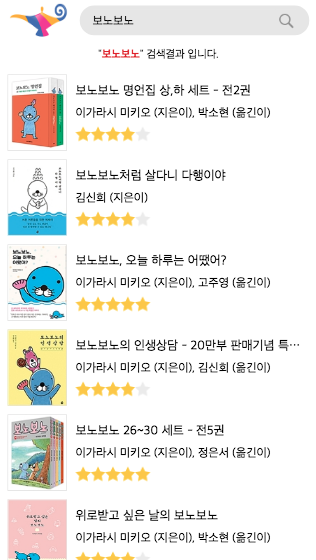 보노보노
"보노보노" 검색결과 입니다.
보노보노 명언집 상,하 세트 - 전2권
이가라시 미키오 (지은이), 박소현 (옮긴이)
보노보노처럼 살다니 다행이야
김신회 (지은이)
보노보노, 오늘 하루는 어땠어?
이가라시 미키오 (지은이), 고주영 (옮긴이)
보노보노의 인생상담 - 20만부 판매기념 특…
이가라시 미키오 (지은이), 김신회 (옮긴이)
보노보노
보노보노 26~30 세트 - 전5권
이가라시 미키오 (지은이), 정은서 (옮긴이)
위로받고 싶은 날의 보노보노
이가라시 미키오 (지은이), 박소현 (옮긴이)